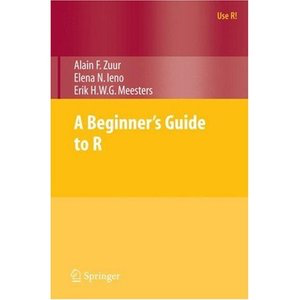 Use R!
Alain F. Zuur
Elena N. Ieno
Erik H.W.G. Meesters
A Beginner's Guide
to R
Springer